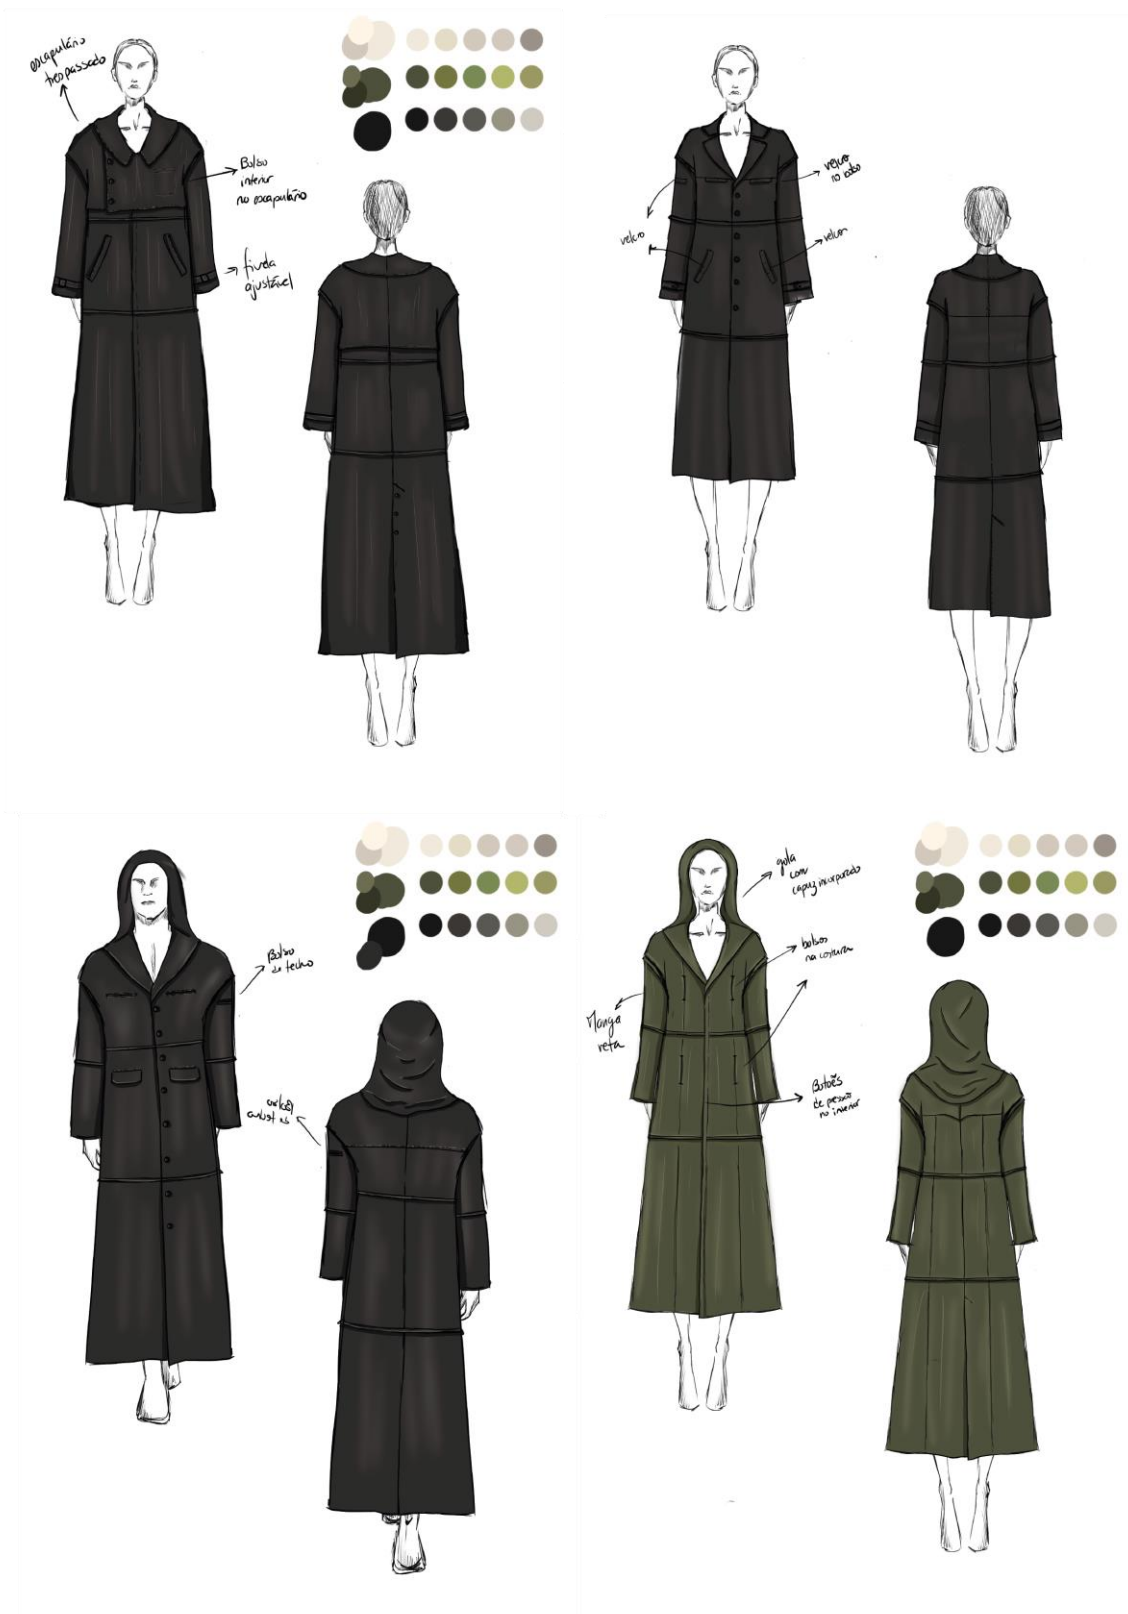 escapulário
trespassado
Bolso
interior
no escapulário
fivela
ajustável
velcro
no bolso
velcro
velcro
Bolso
de fecho
gola
com
capuz incorporado
bolsos
na costura
Manga
reta
Botões
de pressão
no interior